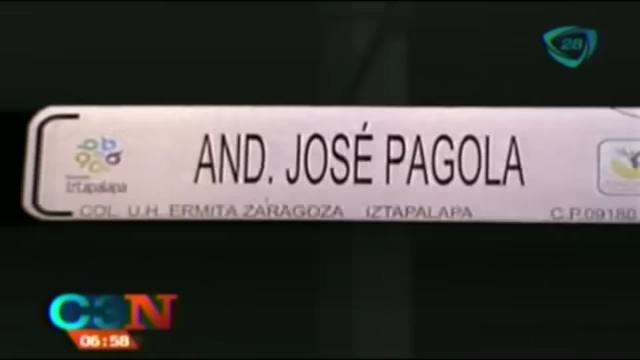 28
AND. JOSÉ PAGOLA
Iztapalapa
COL. U.H. ERMITA ZARAGOZA IZTAPALAPA C.P.09180
C3N
06:58